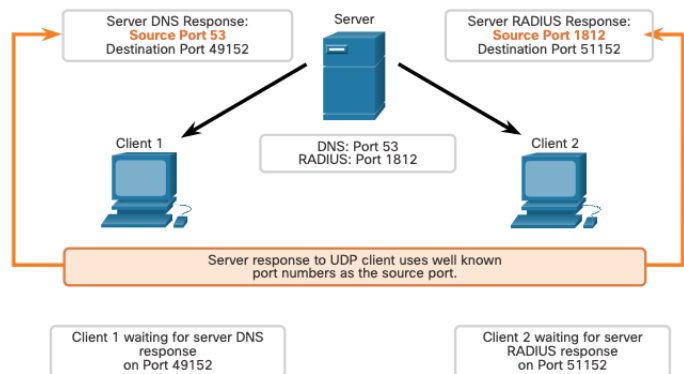 Server DNS Response:
Source Port 53
Destination Port 49152
Server
Server RADIUS Response:
Source Port 1812
Destination Port 51152
Client 1
DNS: Port 53
RADIUS: Port 1812
Client 2
Server response to UDP client uses well known
port numbers as the source port.
Client 1 waiting for server DNS
response
on Port 49152
Client 2 waiting for server
RADIUS response
on Port 51152